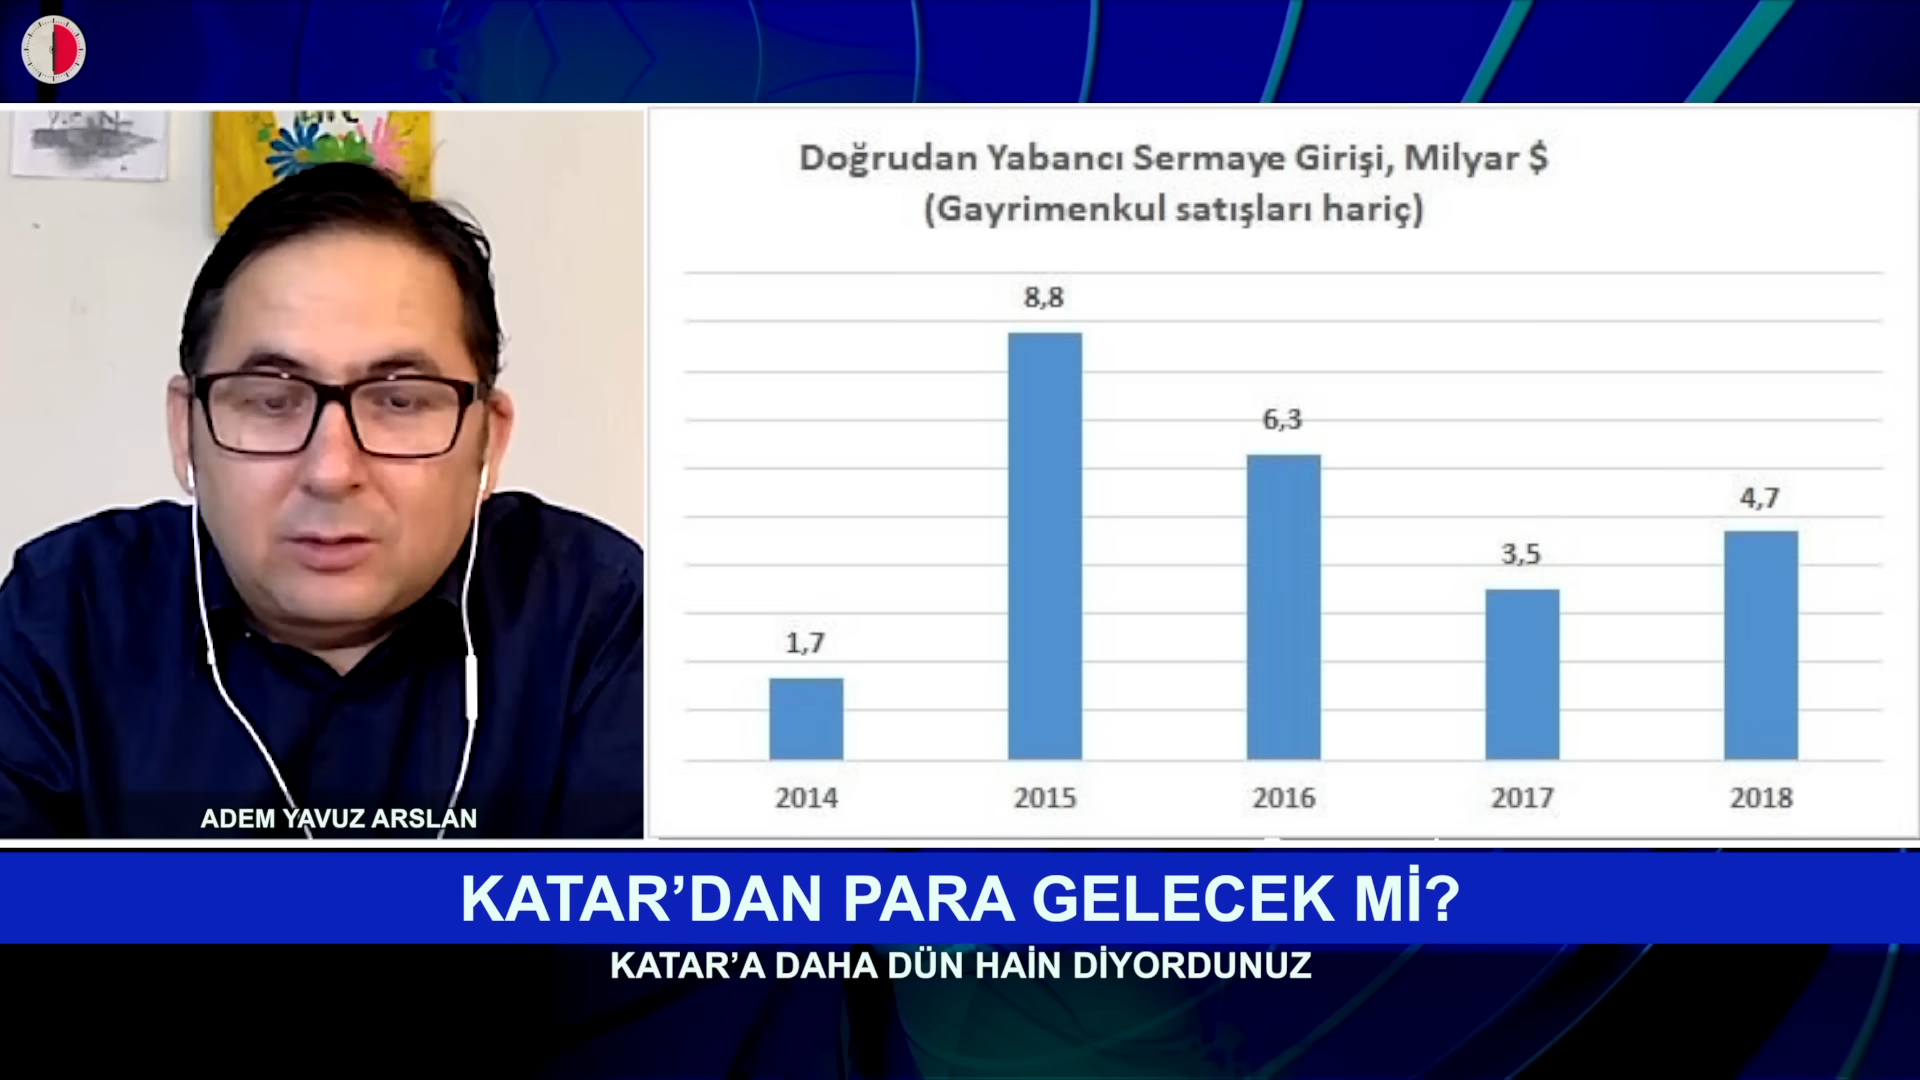 Doğrudan Yabancı Sermaye Girişi, Milyar $
(Gayrimenkul satışları hariç)
8,8
6,3
4,7
3,5
1,7
2014 2015 2016 2017 2018
ADEM YAVUZ ARSLAN
KATAR’DAN PARA GELECEK Mİ?
KATAR’A DAHA DÜN HAİN DİYORDUNUZ